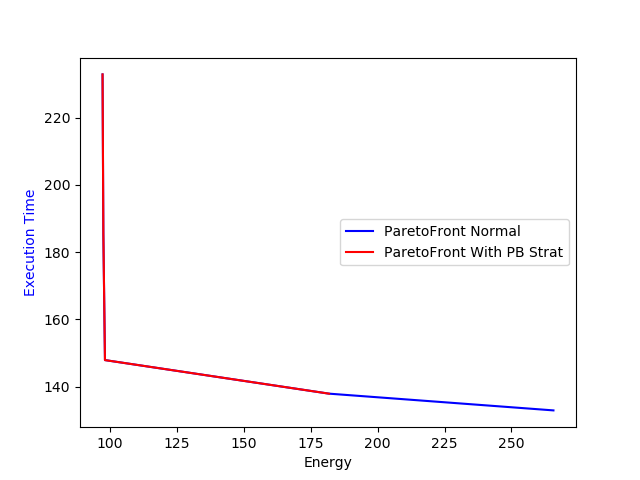 220
200
180
160
140
Execution Time
ParetoFront Normal
ParetoFront With PB Strat
100 125 150 175 200 225 250
Energy